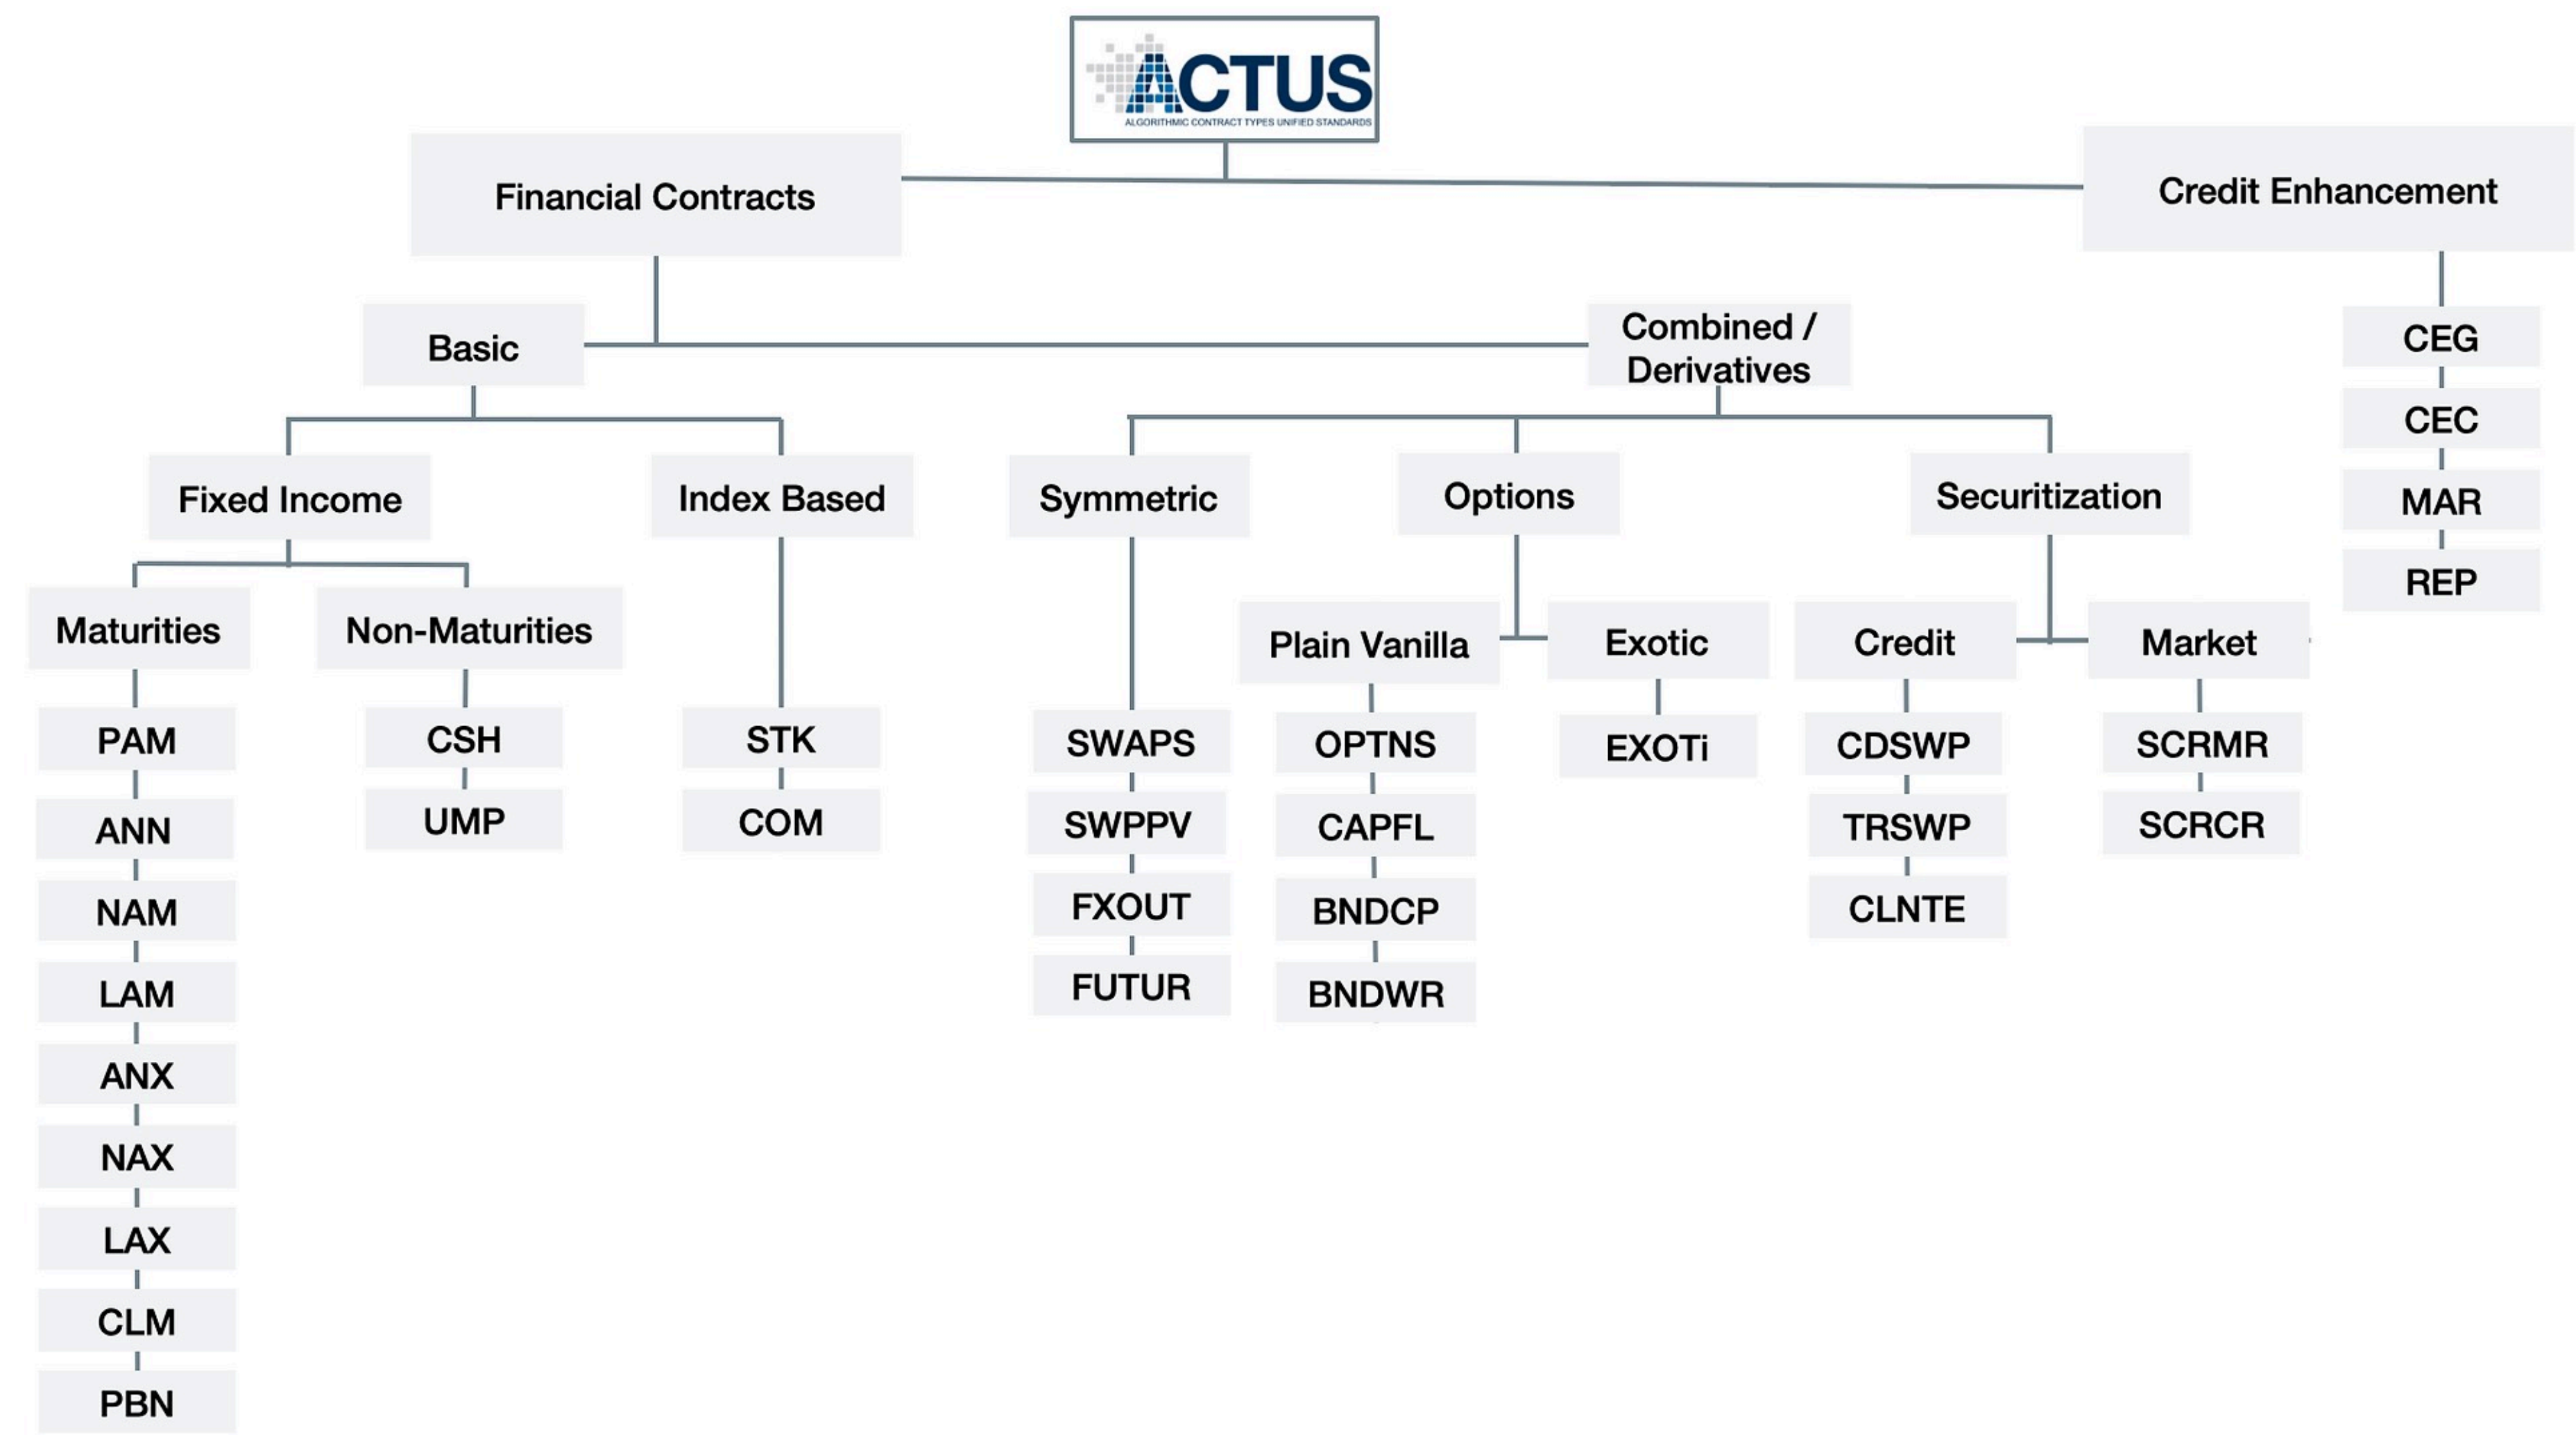 ACTUS
ALGORITHMIC CONTRACT TYPES UNIFIED STANDARDS
Financial Contracts
Credit Enhancement
Basic
Combined /
Derivatives
CEG
CEC
MAR
REP
Fixed Income
Index Based
Symmetric
Options
Securitization
Maturities
Non-Maturities
Plain Vanilla
Exotic
Credit
Market
PAM
ANN
NAM
LAM
ANX
NAX
LAX
CLM
PBN
CSH
UMP
STK
COM
SWAPS
SWPPV
FXOUT
FUTUR
OPTNS
CAPFL
BNDCP
BNDWR
EXOTi
CDSWP
TRSWP
CLNTE
SCRMR
SCRCR